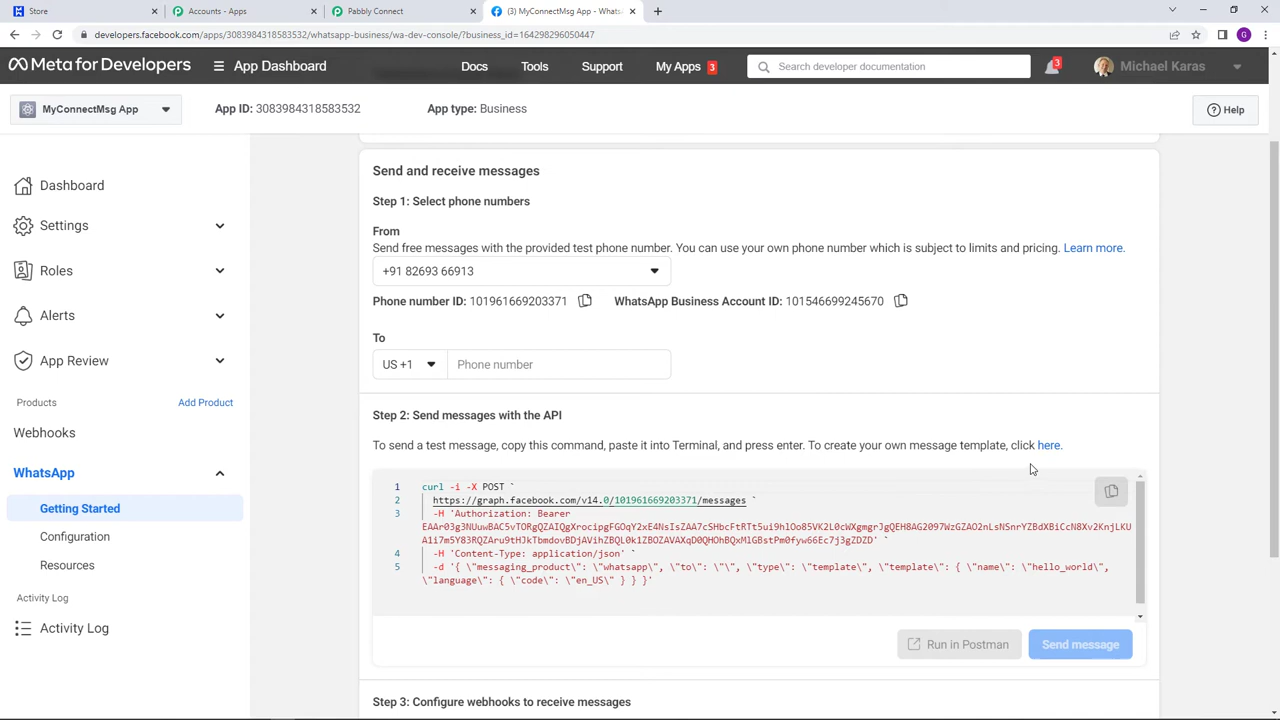 Store
Accounts - Apps
Pabbly Connect
(3) MyConnectMsg App - Whats
developers.facebook.com/apps/3083984318583532/whatsapp-business/wa-dev-console/?business_id=164298296050447
G
Meta for Developers
App Dashboard
Docs
Tools
Support
My Apps 3
Search developer documentation
3
Michael Karas
MyConnectMsg App
App ID: 3083984318583532
App type: Business
Help
Dashboard
Settings
Roles
Alerts
App Review
Products
Add Product
Webhooks
WhatsApp
Getting Started
Configuration
Resources
Activity Log
Activity Log
Send and receive messages
Step 1: Select phone numbers
From
Send free messages with the provided test phone number. You can use your own phone number which is subject to limits and pricing. Learn more.
+91 82693 66913
Phone number ID: 101961669203371
WhatsApp Business Account ID: 101546699245670
To
US +1
Phone number
Step 2: Send messages with the API
To send a test message, copy this command, paste it into Terminal, and press enter. To create your own message template, click here.
1 curl -i -X POST `
2 https://graph.facebook.com/v14.0/101961669203371/messages `
3 -H 'Authorization: Bearer
4 -H 'Content-Type: application/json' `
5 -d '{ \"messaging_product\": \"whatsapp\", \"to\": \"\", \"type\": \"template\", \"template\": { \"name\": \"hello_world\",
\"language\": { \"code\": \"en_US\" } } }'
Run in Postman
Send message
Step 3: Configure webhooks to receive messages